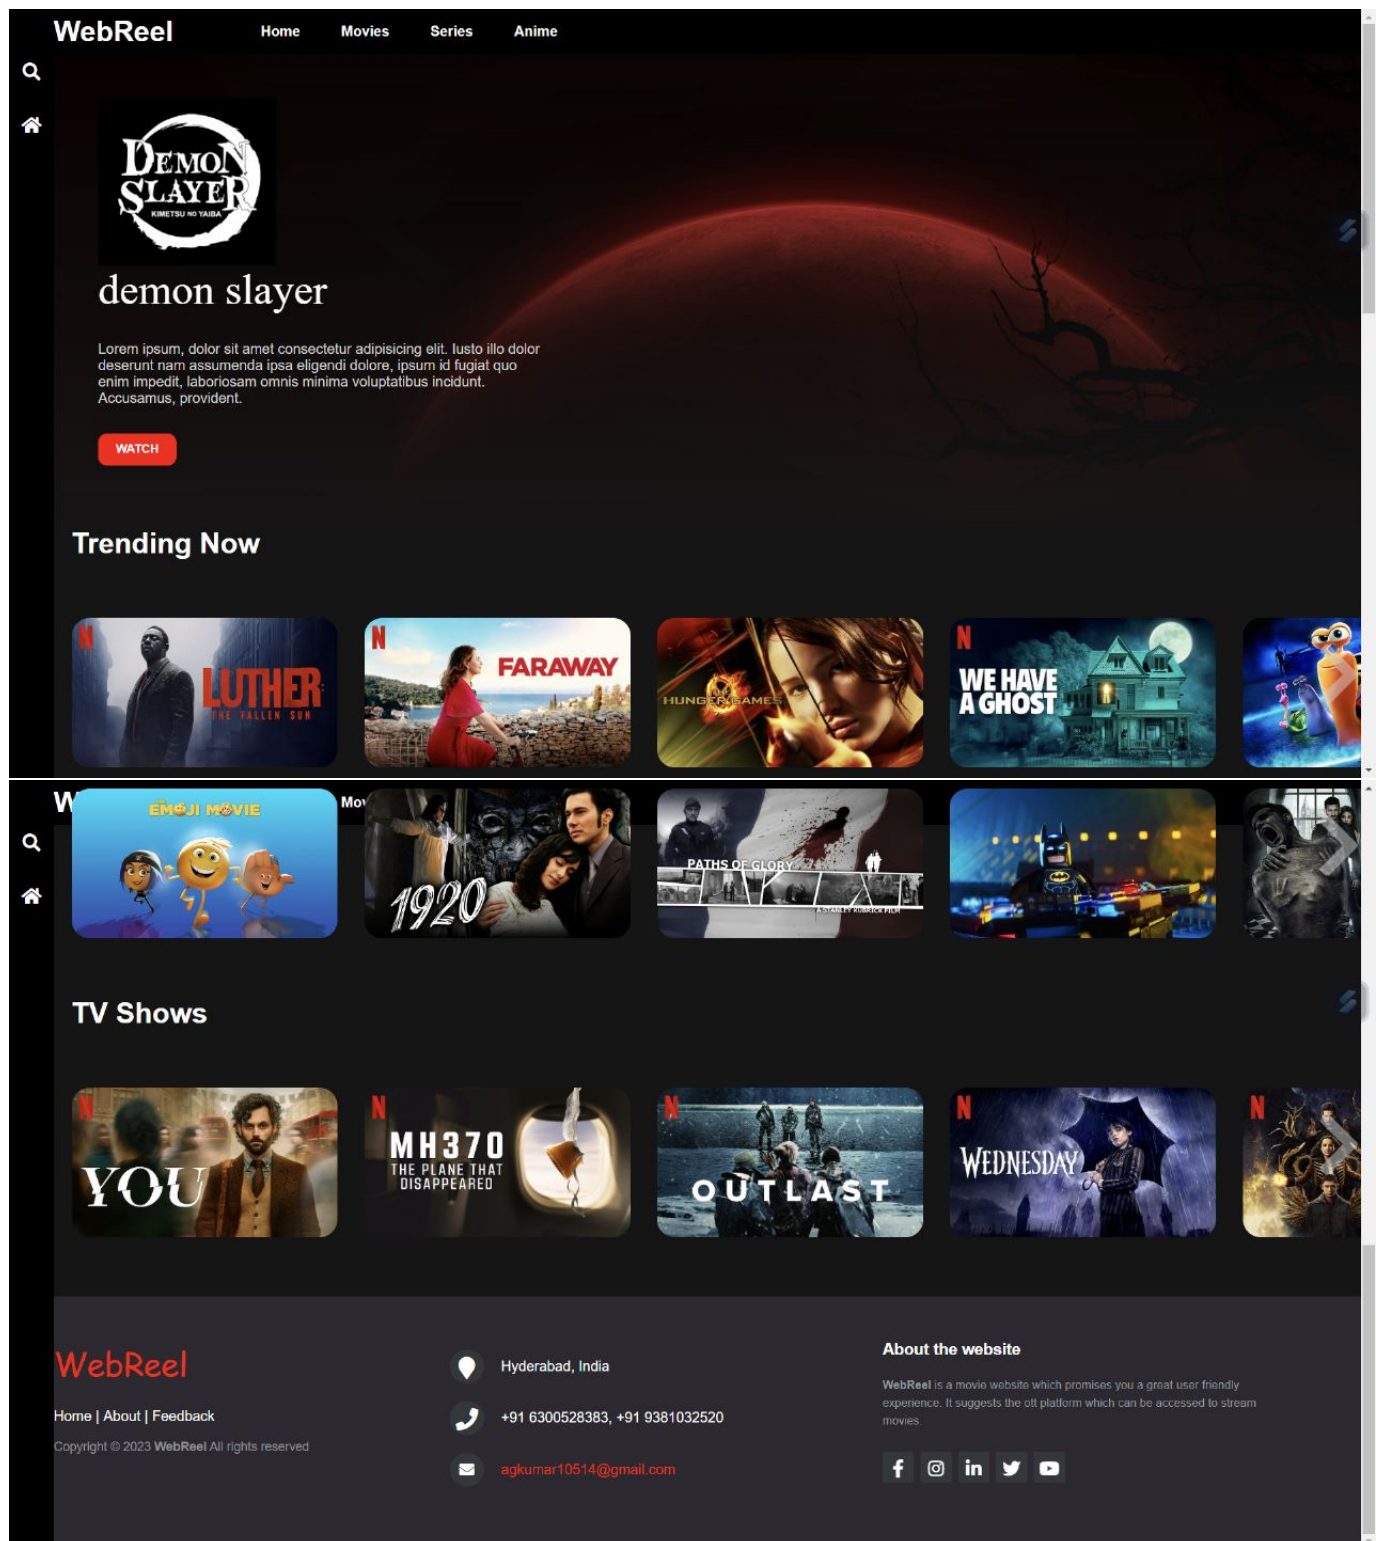 WebReel
Home Movies Series Anime
DEMON
SLAYER
KIMETSU NO YAIBA
demon slayer
Lorem ipsum, dolor sit amet consectetur adipisicing elit. Iusto illo dolor
deserunt nam assumenda ipsa eligendi dolore, ipsum id fugiat quo
enim impedit, laboriosam omnis minima voluptatibus incidunt.
Accusamus, provident.
WATCH
Trending Now
N
LUTHER:
THE FALLEN SUN
N
FARAWAY
HUNGER GAMES
N
WE HAVE
A GHOST
W
Mov
EMOJI MOVIE
1920
PATHS OF GLORY
A STANLEY KUBRICK FILM
TV Shows
N
YOU
N
MH370
THE PLANE THAT
DISAPPEARED
N
OUTLAST
N
WEDNESDAY
N
WebReel
Home | About | Feedback
Copyright © 2023 WebReel All rights reserved
Hyderabad, India
+91 6300528383, +91 9381032520
agkumar10514@gmail.com
About the website
WebReel is a movie website which promises you a great user friendly
experience. It suggests the ott platform which can be accessed to stream
movies.